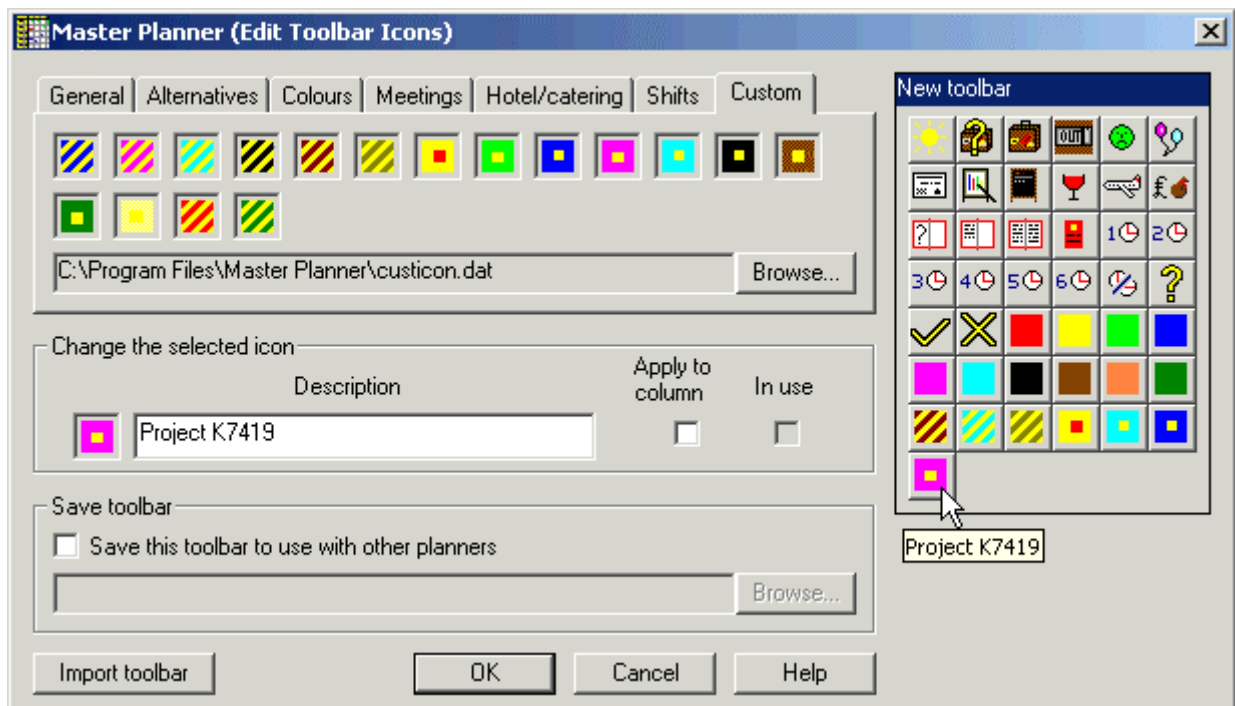 Master Planner (Edit Toolbar Icons)
General Alternatives Colours Meetings Hotel/catering Shifts Custom
C:\Program Files\Master Planner\custicon.dat Browse...
Change the selected icon
Description Apply to column In use
Project K7419
Save toolbar
Save this toolbar to use with other planners
Browse...
Import toolbar OK Cancel Help
New toolbar
OUT
£
? 1 2
3 4 5 6 ?
Project K7419